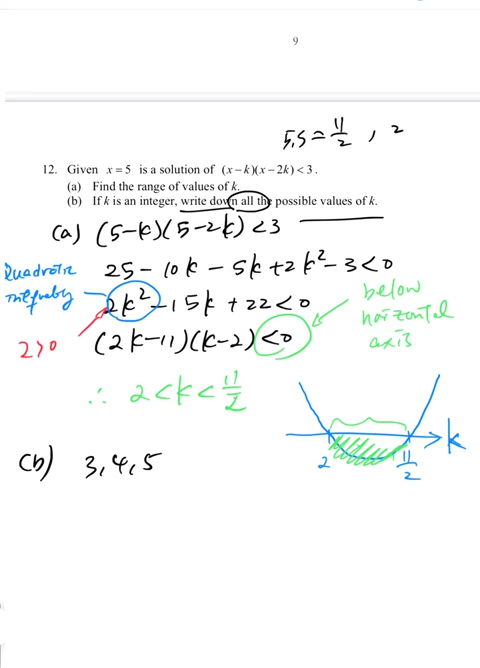 9
5.5 = 11/2 , 2
12. Given x = 5 is a solution of (x − k)(x − 2k) < 3.
(a) Find the range of values of k.
(b) If k is an integer, write down all the possible values of k.
(a) (5−k)(5−2k) < 3
Quadratic 25 − 10k − 5k + 2k² − 3 < 0
2k² − 15k + 22 < 0
below
horizontal
axis
2>0 (2k−11)(k−2) < 0
∴ 2 < k < 11/2
k
2 11/2
(b) 3, 4, 5